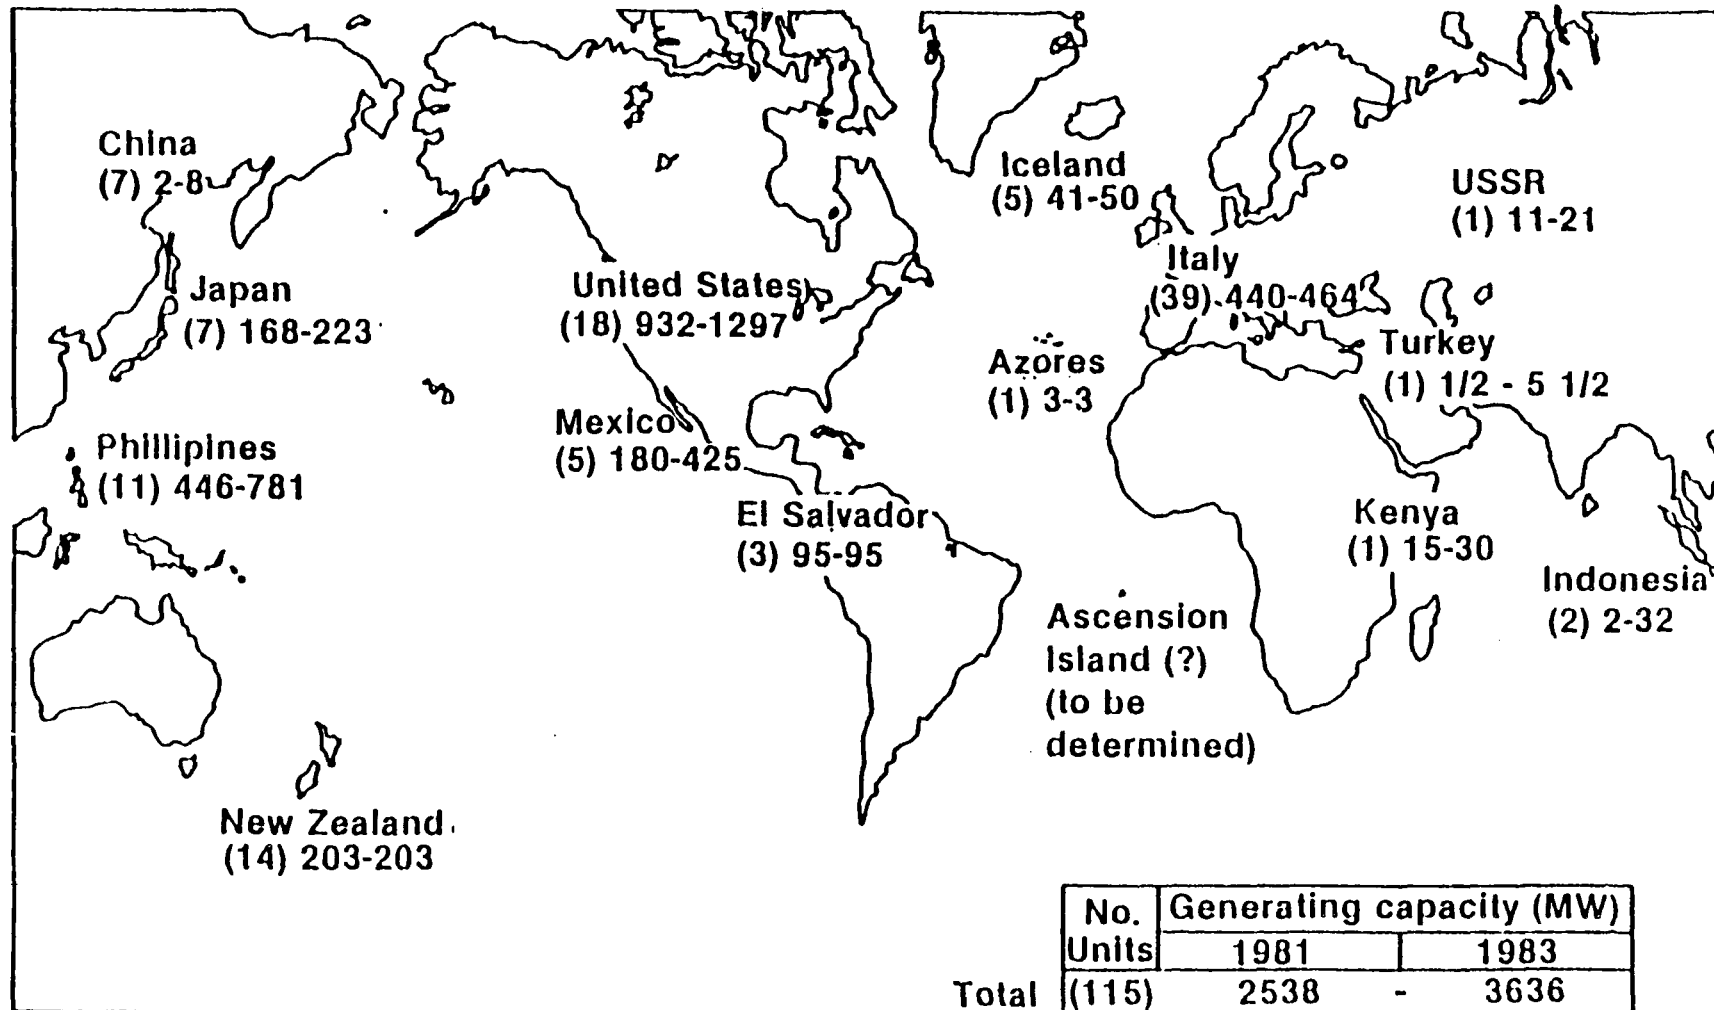 China
(7) 2-8
Japan
(7) 168-223
Phillipines
(11) 446-781
New Zealand
(14) 203-203
United States
(18) 932-1297
Mexico
(5) 180-425
El Salvador
(3) 95-95
Iceland
(5) 41-50
Azores
(1) 3-3
Ascension
Island (?)
(to be
determined)
Italy
(39) 440-464
USSR
(1) 11-21
Turkey
(1) 1/2 - 5 1/2
Kenya
(1) 15-30
Indonesia
(2) 2-32
No. Units
Generating capacity (MW)
1981 1983
Total (115) 2538 - 3636